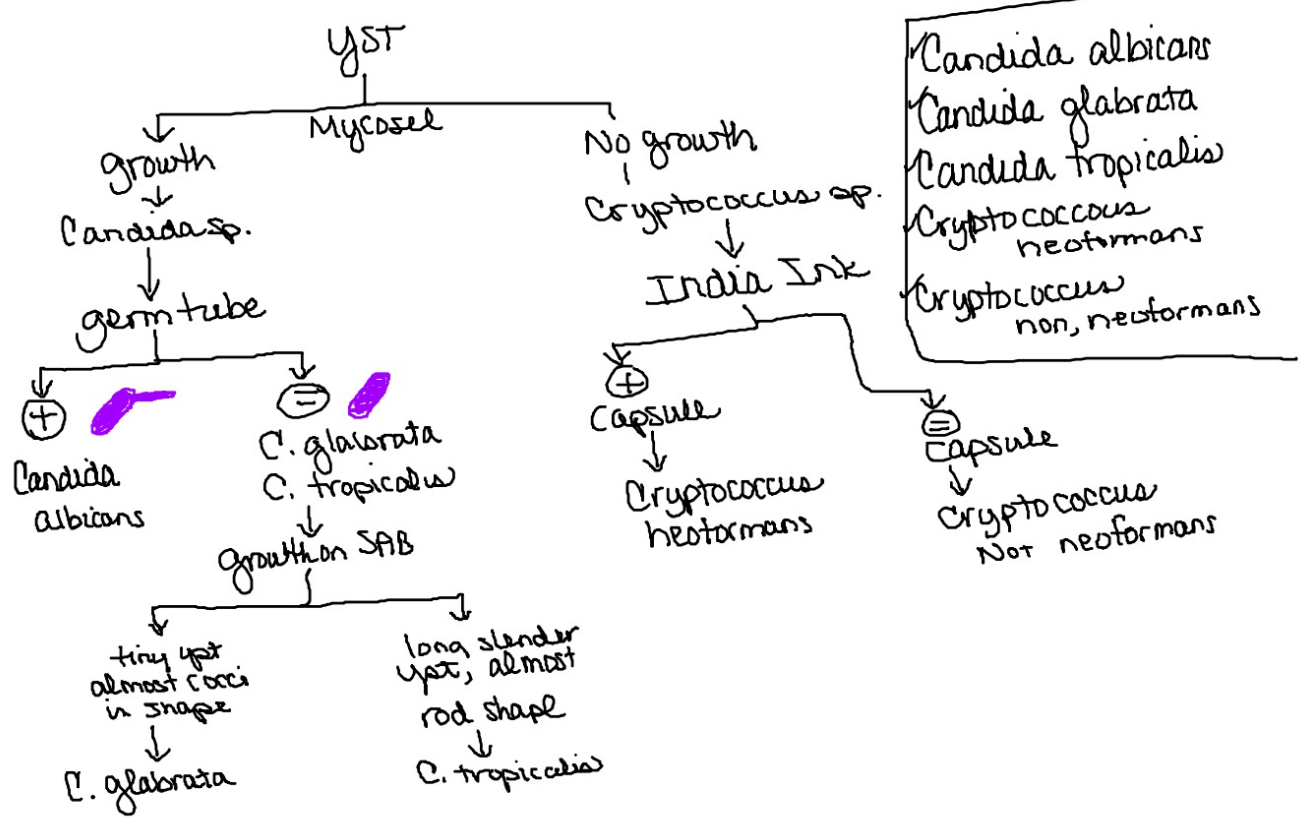 YST
Mycosel
growth
Candida sp.
germ tube
+
Candida
albicans
=
C. glabrata
C. tropicalis
growth on SAB
tiny yst
almost cocci
in shape
C. glabrata
long slender
yst, almost
rod shape
C. tropicalis
No growth
Cryptococcus sp.
India Ink
+
Capsule
Cryptococcus
neoformans
=
Capsule
Cryptococcus
Not neoformans
Candida albicans
Candida glabrata
Candida tropicalis
Cryptococcous
neoformans
Cryptococcus
non, neoformans